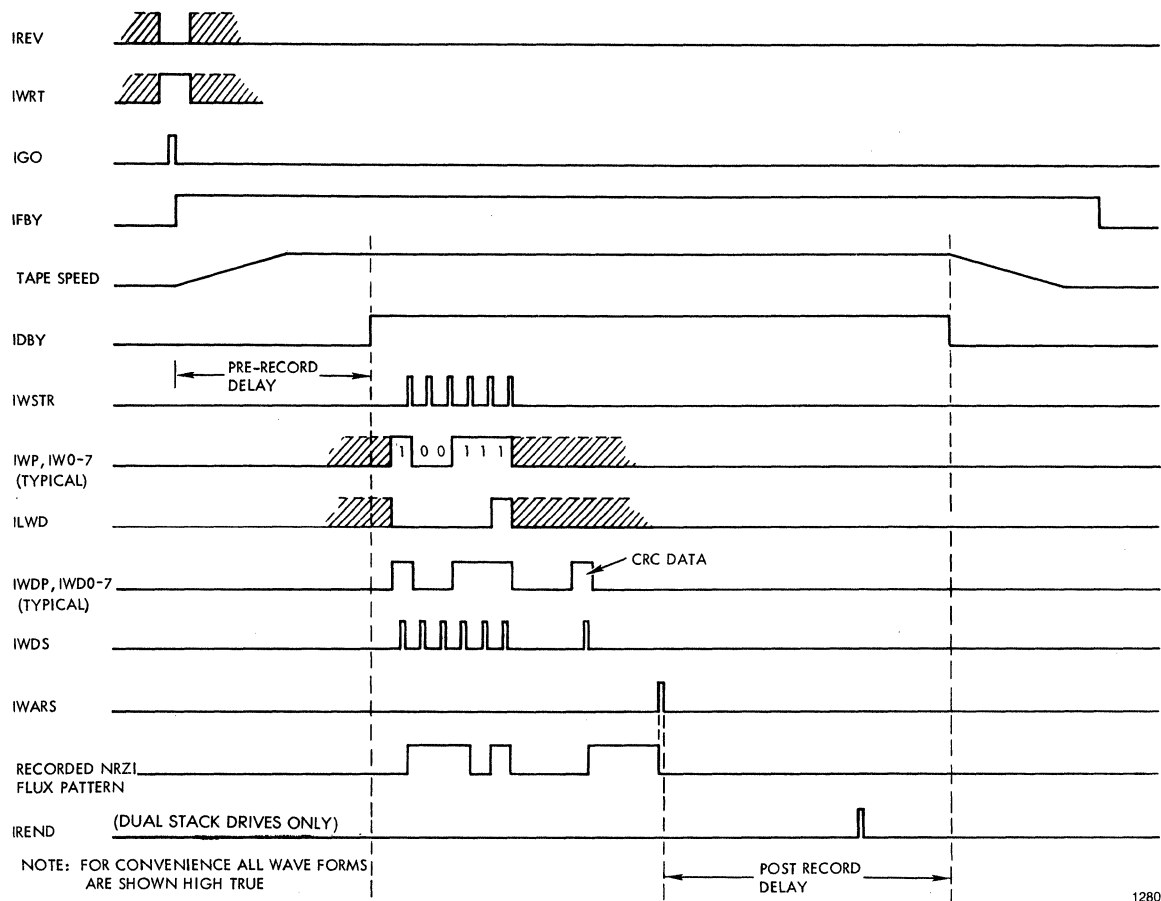 IREV
IWRT
IGO
IFBY
TAPE SPEED
IDBY
PRE-RECORD
DELAY
IWSTR
IWP, IW0-7
(TYPICAL)
1 0 0 1 1 1
ILWD
CRC DATA
IWDP, IWD0-7
(TYPICAL)
IWDS
IWARS
RECORDED NRZI
FLUX PATTERN
IREND
(DUAL STACK DRIVES ONLY)
NOTE: FOR CONVENIENCE ALL WAVE FORMS
ARE SHOWN HIGH TRUE
POST RECORD
DELAY
1280